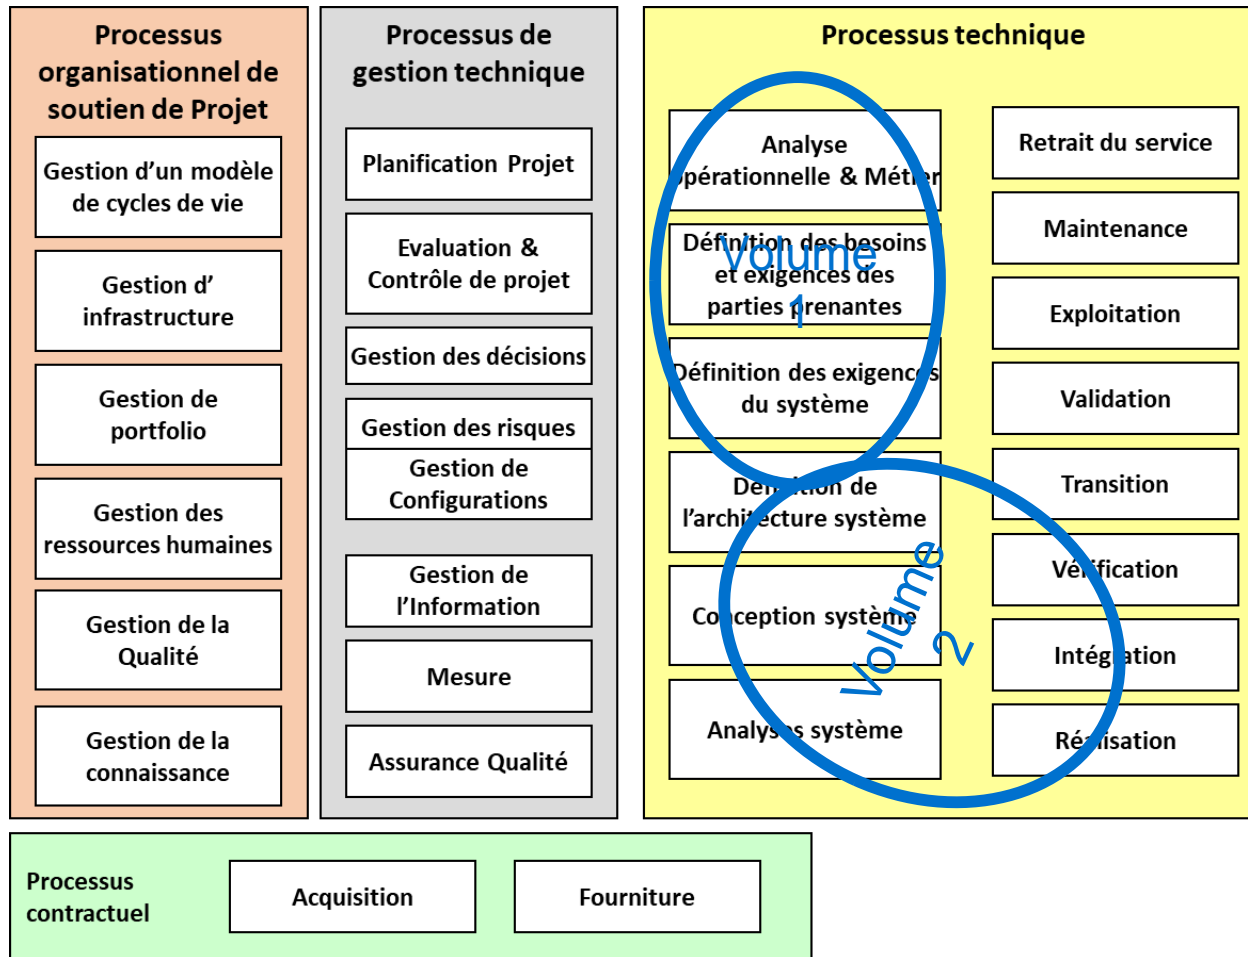 Processus
organisationnel de
soutien de Projet
Gestion d’un modèle
de cycles de vie
Gestion d’
infrastructure
Gestion de
portfolio
Gestion des
ressources humaines
Gestion de la
Qualité
Gestion de la
connaissance
Processus de
gestion technique
Planification Projet
Evaluation &
Contrôle de projet
Gestion des décisions
Gestion des risques
Gestion de
Configurations
Gestion de
l’Information
Mesure
Assurance Qualité
Processus technique
Analyse
opérationnelle & Métier
Définition des besoins
et exigences des
parties prenantes
Définition des exigences
du système
Définition de
l’architecture système
Conception système
Analyses système
Volume
1
Volume
2
Retrait du service
Maintenance
Exploitation
Validation
Transition
Vérification
Intégration
Réalisation
Processus
contractuel
Acquisition
Fourniture